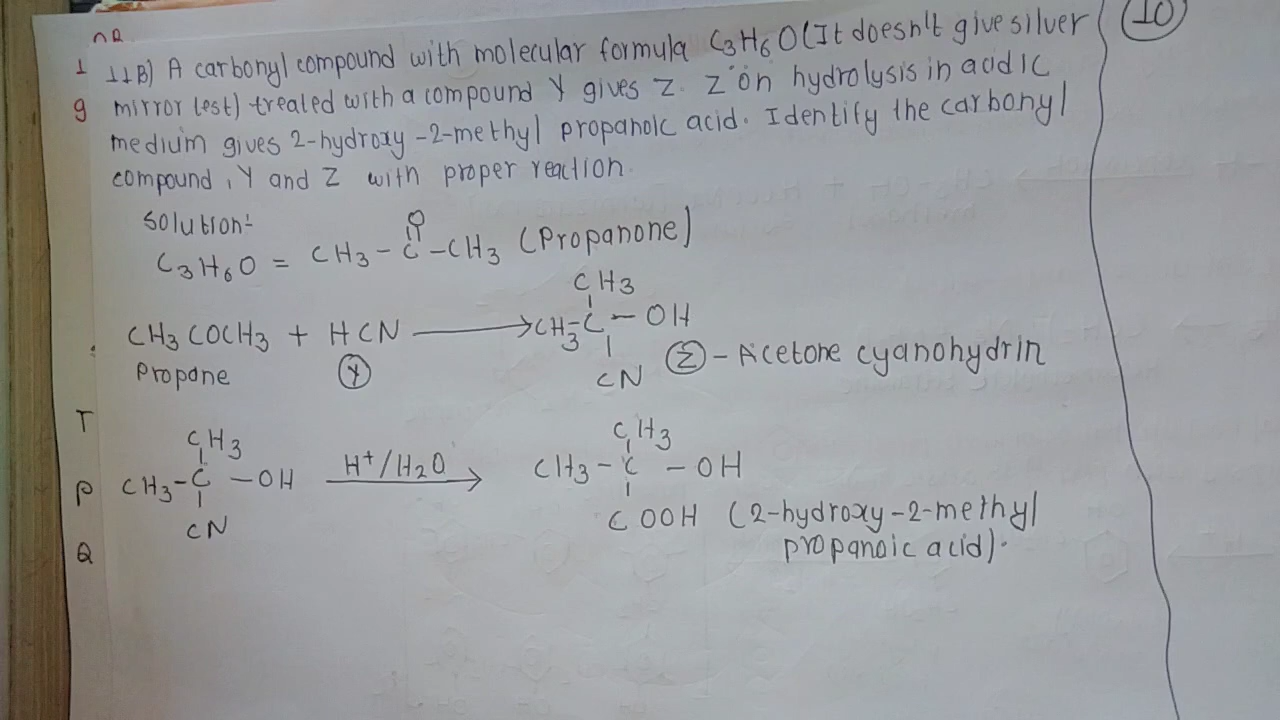 OR
10
11B) A carbonyl compound with molecular formula C3H6O (It doesn't give silver
mirror test) treated with a compound Y gives Z. Z on hydrolysis in acidic
medium gives 2-hydroxy-2-methyl propanoic acid. Identify the carbonyl
compound, Y and Z with proper reaction.
Solution:-
O
C3H6O = CH3-C-CH3 (Propanone)
CH3
CH3COCH3 + HCN → CH3-C-OH
Propane Y CN Z - Acetone cyanohydrin
CH3 CH3
CH3-C-OH H+/H2O → CH3-C-OH
CN COOH (2-hydroxy-2-methyl
propanoic acid).
T
P
Q